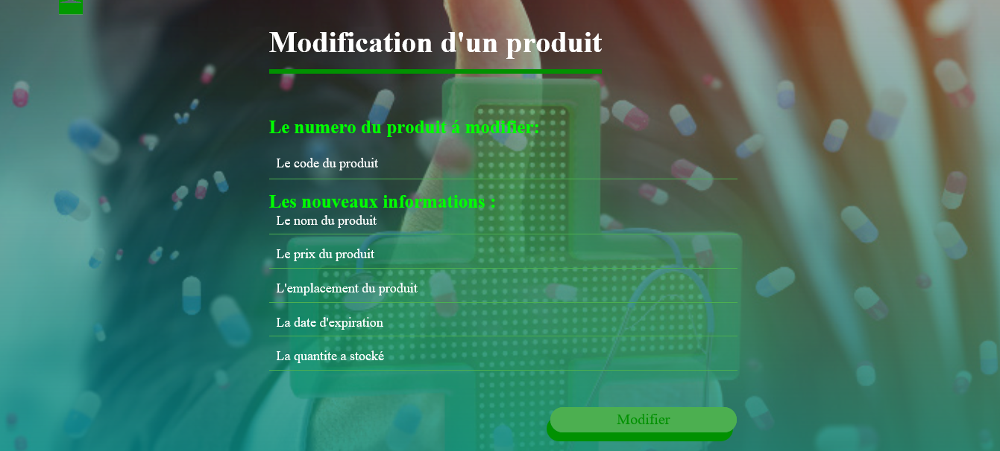 Modification d'un produit
Le numero du produit á modifier:
Le code du produit
Les nouveaux informations :
Le nom du produit
Le prix du produit
L'emplacement du produit
La date d'expiration
La quantite a stocké
Modifier